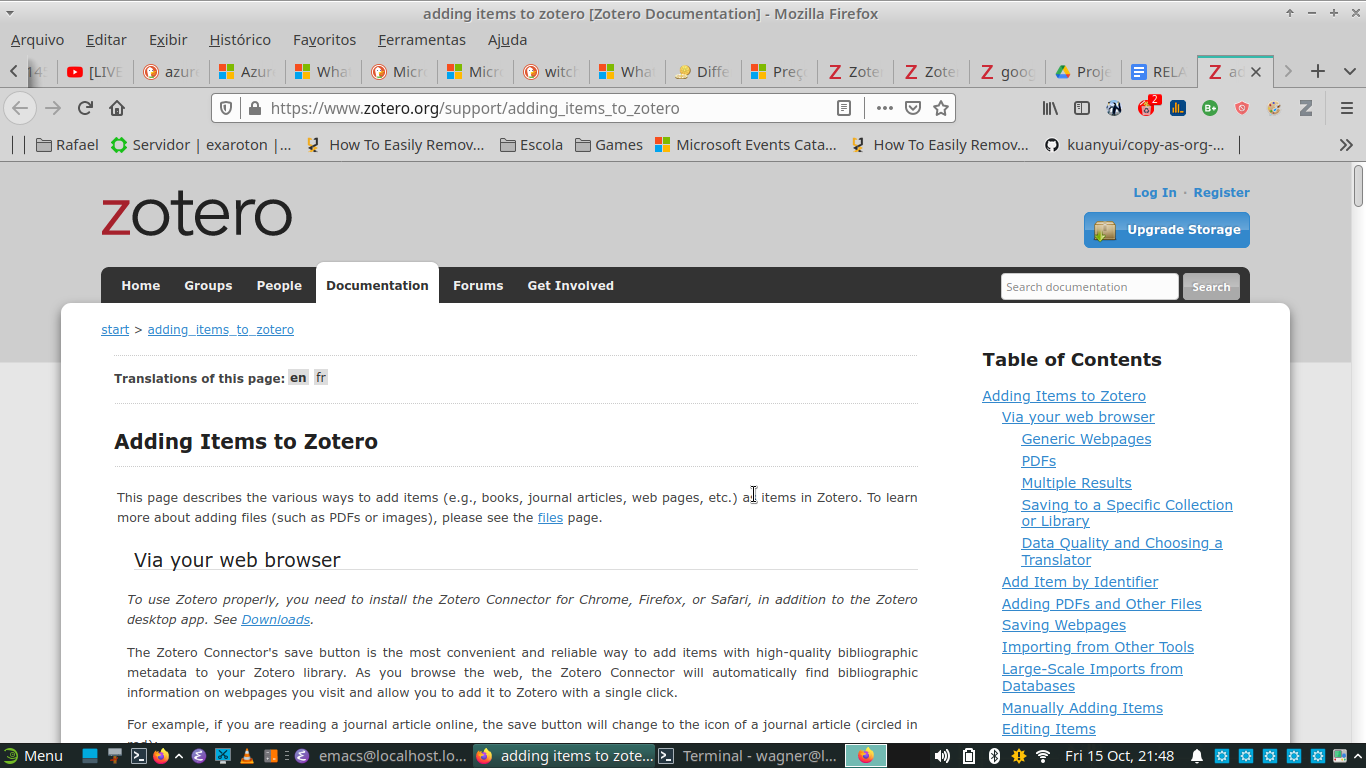 adding items to zotero [Zotero Documentation] - Mozilla Firefox
Arquivo Editar Exibir Histórico Favoritos Ferramentas Ajuda
[LIVE azur Azur What Micr Micr witch What Diffe Preç Zote Zote goog Proje RELA
https://www.zotero.org/support/adding_items_to_zotero 2 B+
Rafael Servidor | exaroton |... How To Easily Remov... Escola Games Microsoft Events Cata... How To Easily Remov... kuanyui/copy-as-org-...
zotero
Log In · Register
Upgrade Storage
Home Groups People Documentation Forums Get Involved Search documentation Search
start > adding_items_to_zotero
Translations of this page: en fr
Adding Items to Zotero
This page describes the various ways to add items (e.g., books, journal articles, web pages, etc.) as items in Zotero. To learn
more about adding files (such as PDFs or images), please see the files page.
Via your web browser
To use Zotero properly, you need to install the Zotero Connector for Chrome, Firefox, or Safari, in addition to the Zotero
desktop app. See Downloads.
The Zotero Connector's save button is the most convenient and reliable way to add items with high-quality bibliographic
metadata to your Zotero library. As you browse the web, the Zotero Connector will automatically find bibliographic
information on webpages you visit and allow you to add it to Zotero with a single click.
For example, if you are reading a journal article online, the save button will change to the icon of a journal article (circled in
Table of Contents
Adding Items to Zotero
Via your web browser
Generic Webpages
PDFs
Multiple Results
Saving to a Specific Collection
or Library
Data Quality and Choosing a
Translator
Add Item by Identifier
Adding PDFs and Other Files
Saving Webpages
Importing from Other Tools
Large-Scale Imports from
Databases
Manually Adding Items
Editing Items
Menu emacs@localhost.lo... adding items to zote... Terminal - wagner@l... Fri 15 Oct, 21:48